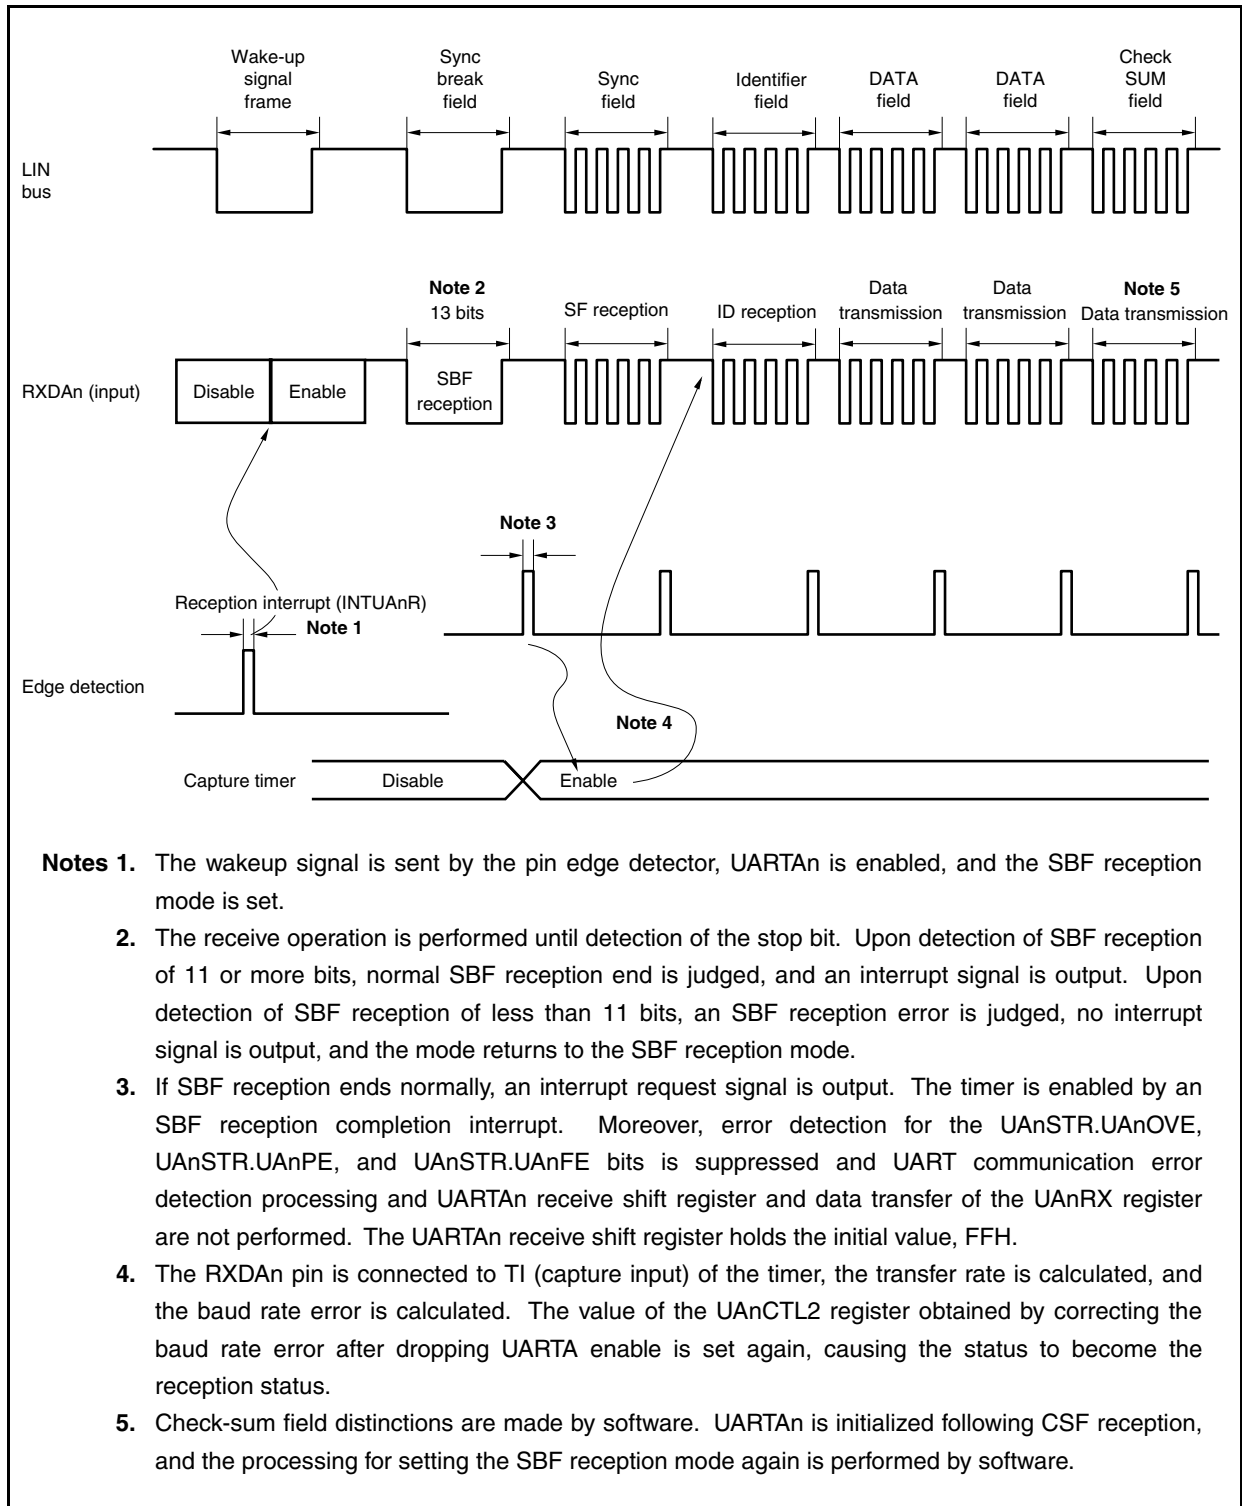 Wake-up
signal
frame
Sync
break
field
Sync
field
Identifier
field
DATA
field
DATA
field
Check
SUM
field
LIN
bus
Note 2
13 bits
SF reception
ID reception
Data
transmission
Data
transmission
Note 5
Data transmission
RXDAn (input)
Disable
Enable
SBF
reception
Note 3
Reception interrupt (INTUAnR)
Note 1
Edge detection
Note 4
Capture timer
Disable
Enable
Notes 1. The wakeup signal is sent by the pin edge detector, UARTAn is enabled, and the SBF reception
mode is set.
2. The receive operation is performed until detection of the stop bit. Upon detection of SBF reception
of 11 or more bits, normal SBF reception end is judged, and an interrupt signal is output. Upon
detection of SBF reception of less than 11 bits, an SBF reception error is judged, no interrupt
signal is output, and the mode returns to the SBF reception mode.
3. If SBF reception ends normally, an interrupt request signal is output. The timer is enabled by an
SBF reception completion interrupt. Moreover, error detection for the UAnSTR.UAnOVE,
UAnSTR.UAnPE, and UAnSTR.UAnFE bits is suppressed and UART communication error
detection processing and UARTAn receive shift register and data transfer of the UAnRX register
are not performed. The UARTAn receive shift register holds the initial value, FFH.
4. The RXDAn pin is connected to TI (capture input) of the timer, the transfer rate is calculated, and
the baud rate error is calculated. The value of the UAnCTL2 register obtained by correcting the
baud rate error after dropping UARTA enable is set again, causing the status to become the
reception status.
5. Check-sum field distinctions are made by software. UARTAn is initialized following CSF reception,
and the processing for setting the SBF reception mode again is performed by software.